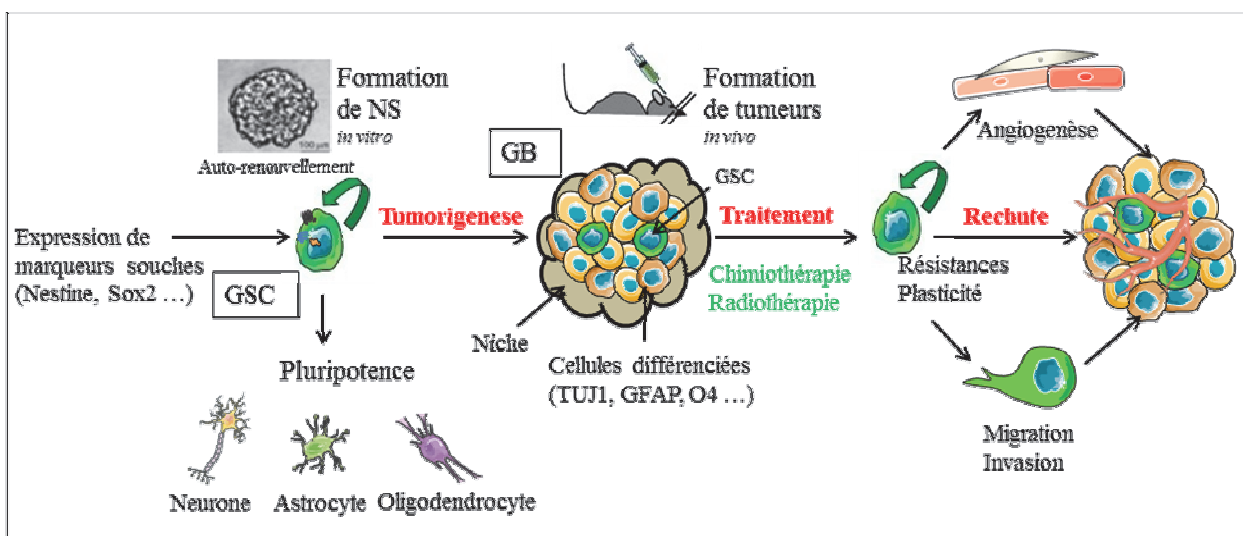 Formation
de NS
in vitro
100 µm
Auto-renouvellement
Expression de
marqueurs souches
(Nestine, Sox2 ...)
GSC
Pluripotence
Neurone
Astrocyte
Oligodendrocyte
Tumorigenese
Formation
de tumeurs
in vivo
GB
GSC
Niche
Cellules différenciées
(TUJ1, GFAP, O4 ...)
Traitement
Chimiothérapie
Radiothérapie
Angiogenèse
Rechute
Résistances
Plasticité
Migration
Invasion